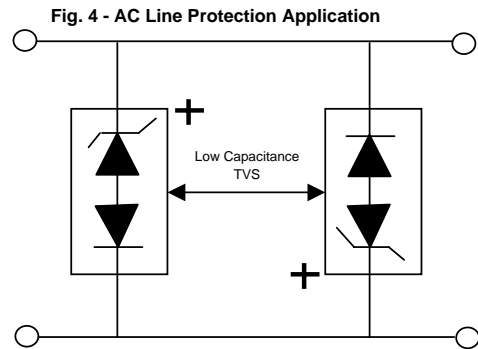 Fig. 4 - AC Line Protection Application
+
Low Capacitance
TVS
+